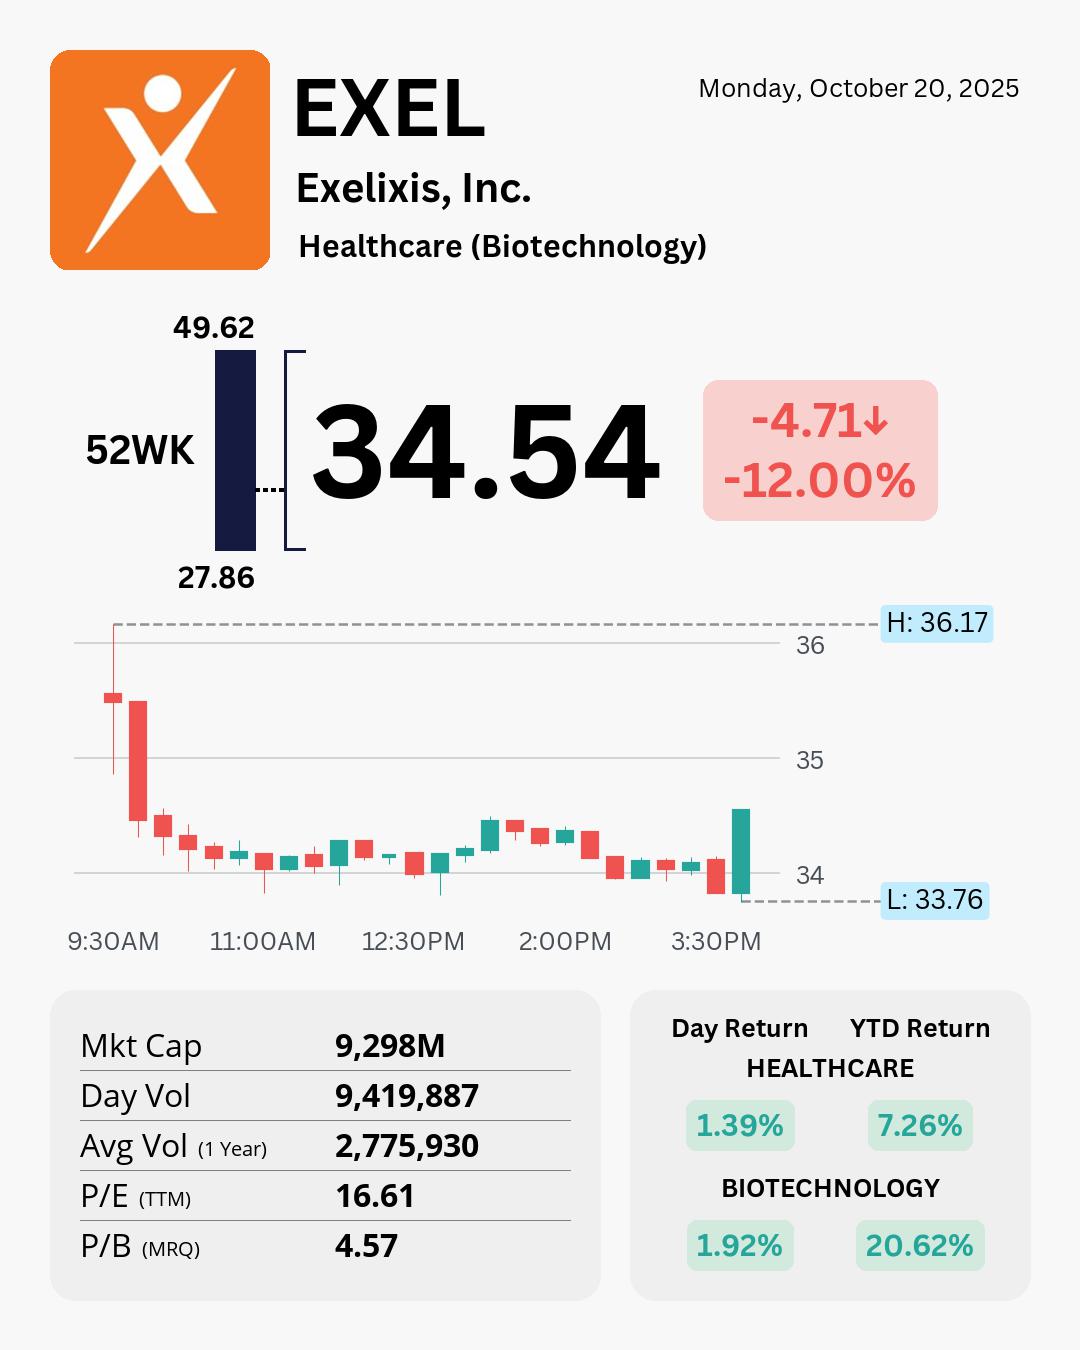 EXEL
Monday, October 20, 2025
Exelixis, Inc.
Healthcare (Biotechnology)
49.62
52WK
34.54
-4.71↓
-12.00%
27.86
H: 36.17
36
35
34
L: 33.76
9:30AM 11:00AM 12:30PM 2:00PM 3:30PM
Mkt Cap 9,298M
Day Vol 9,419,887
Avg Vol (1 Year) 2,775,930
P/E (TTM) 16.61
P/B (MRQ) 4.57
Day Return YTD Return
HEALTHCARE
1.39% 7.26%
BIOTECHNOLOGY
1.92% 20.62%